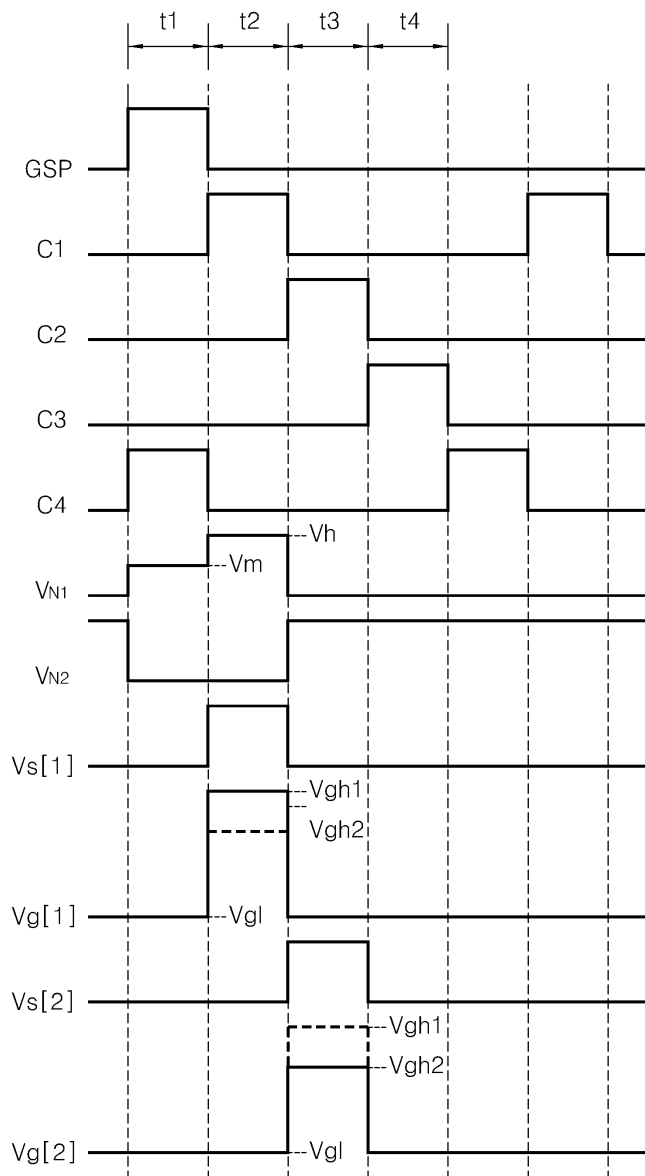 t1 t2 t3 t4
GSP
C1
C2
C3
C4
Vh
Vm
VN1
VN2
Vs[1]
Vgh1
Vgh2
Vg[1]
Vgl
Vs[2]
Vgh1
Vgh2
Vg[2]
Vgl